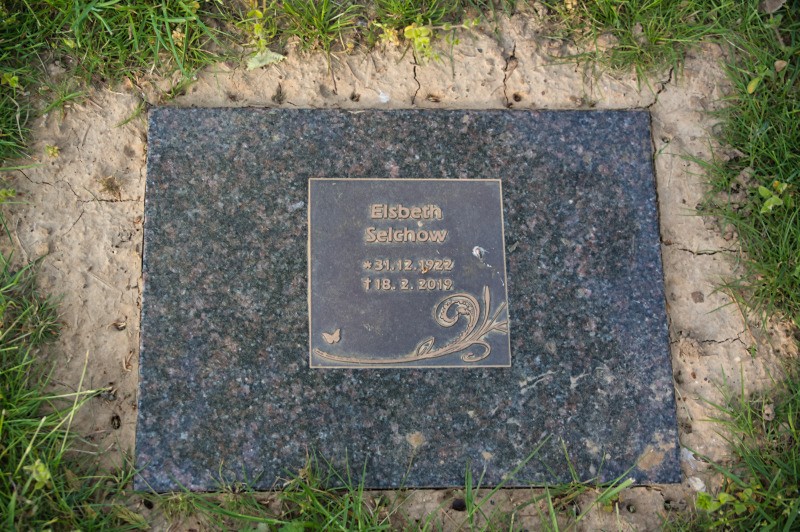 Elsbeth
Selchow
* 31. 12. 1922
† 18. 2. 2019